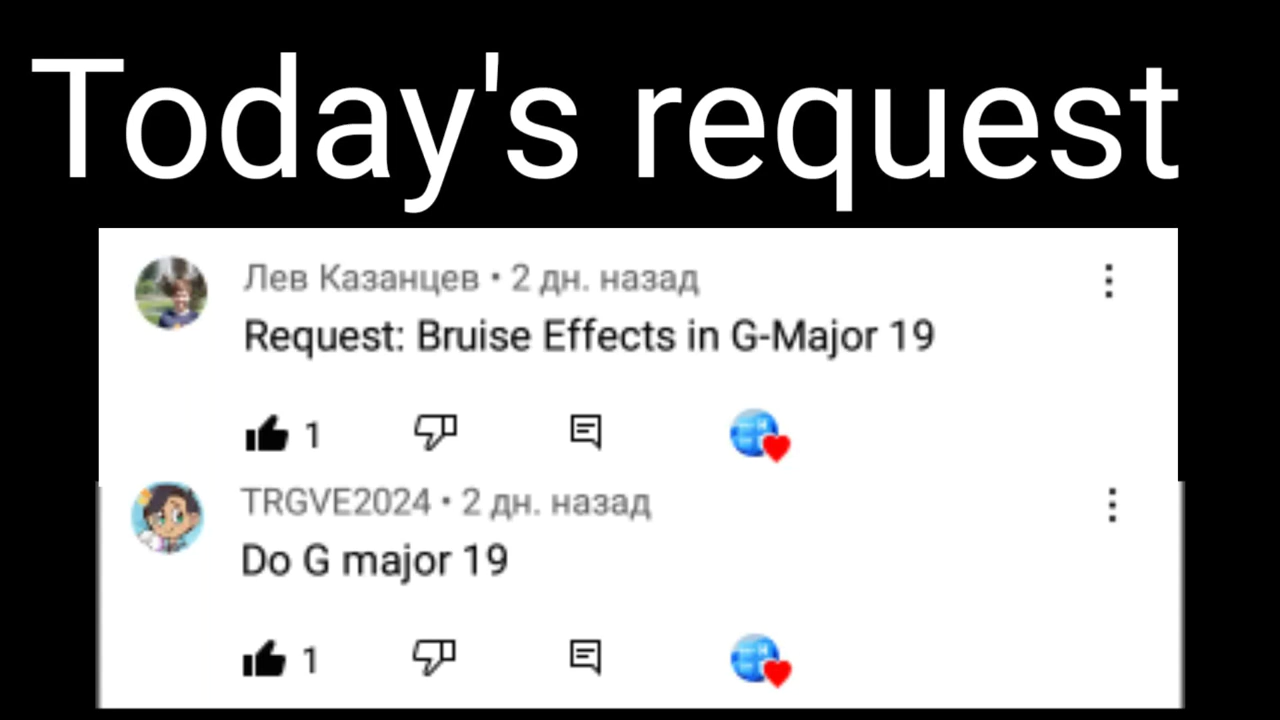 Today's request
Лев Казанцев • 2 дн. назад
Request: Bruise Effects in G-Major 19
1
TRGVE2024 • 2 дн. назад
Do G major 19
1